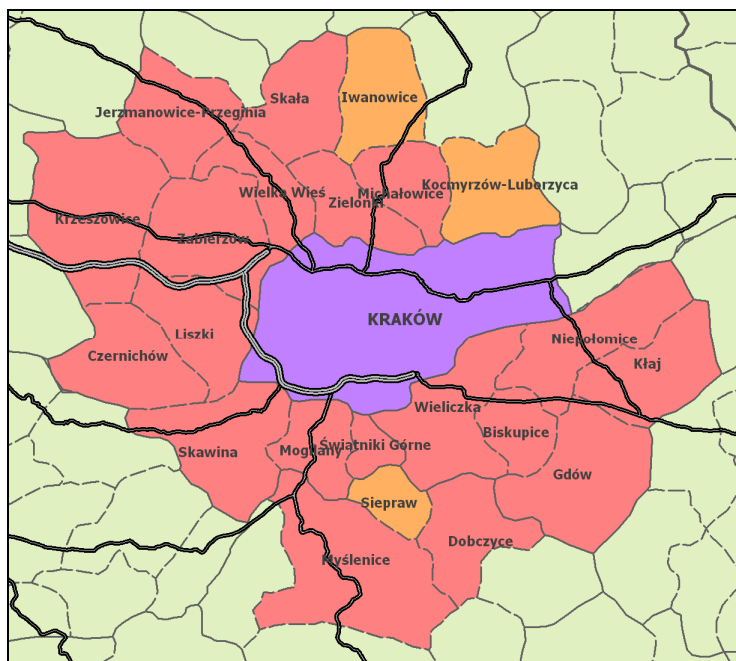 Iwanowice
Skała
Jerzmanowice-Przeginia
Kocmyrzów-Luborzyca
Wielka Wieś
Michałowice
Zielonki
Krzeszowice
Zabierzów
KRAKÓW
Liszki
Niepołomice
Czernichów
Kłaj
Wieliczka
Biskupice
Świątniki Górne
Mogilany
Skawina
Gdów
Siepraw
Dobczyce
Myślenice